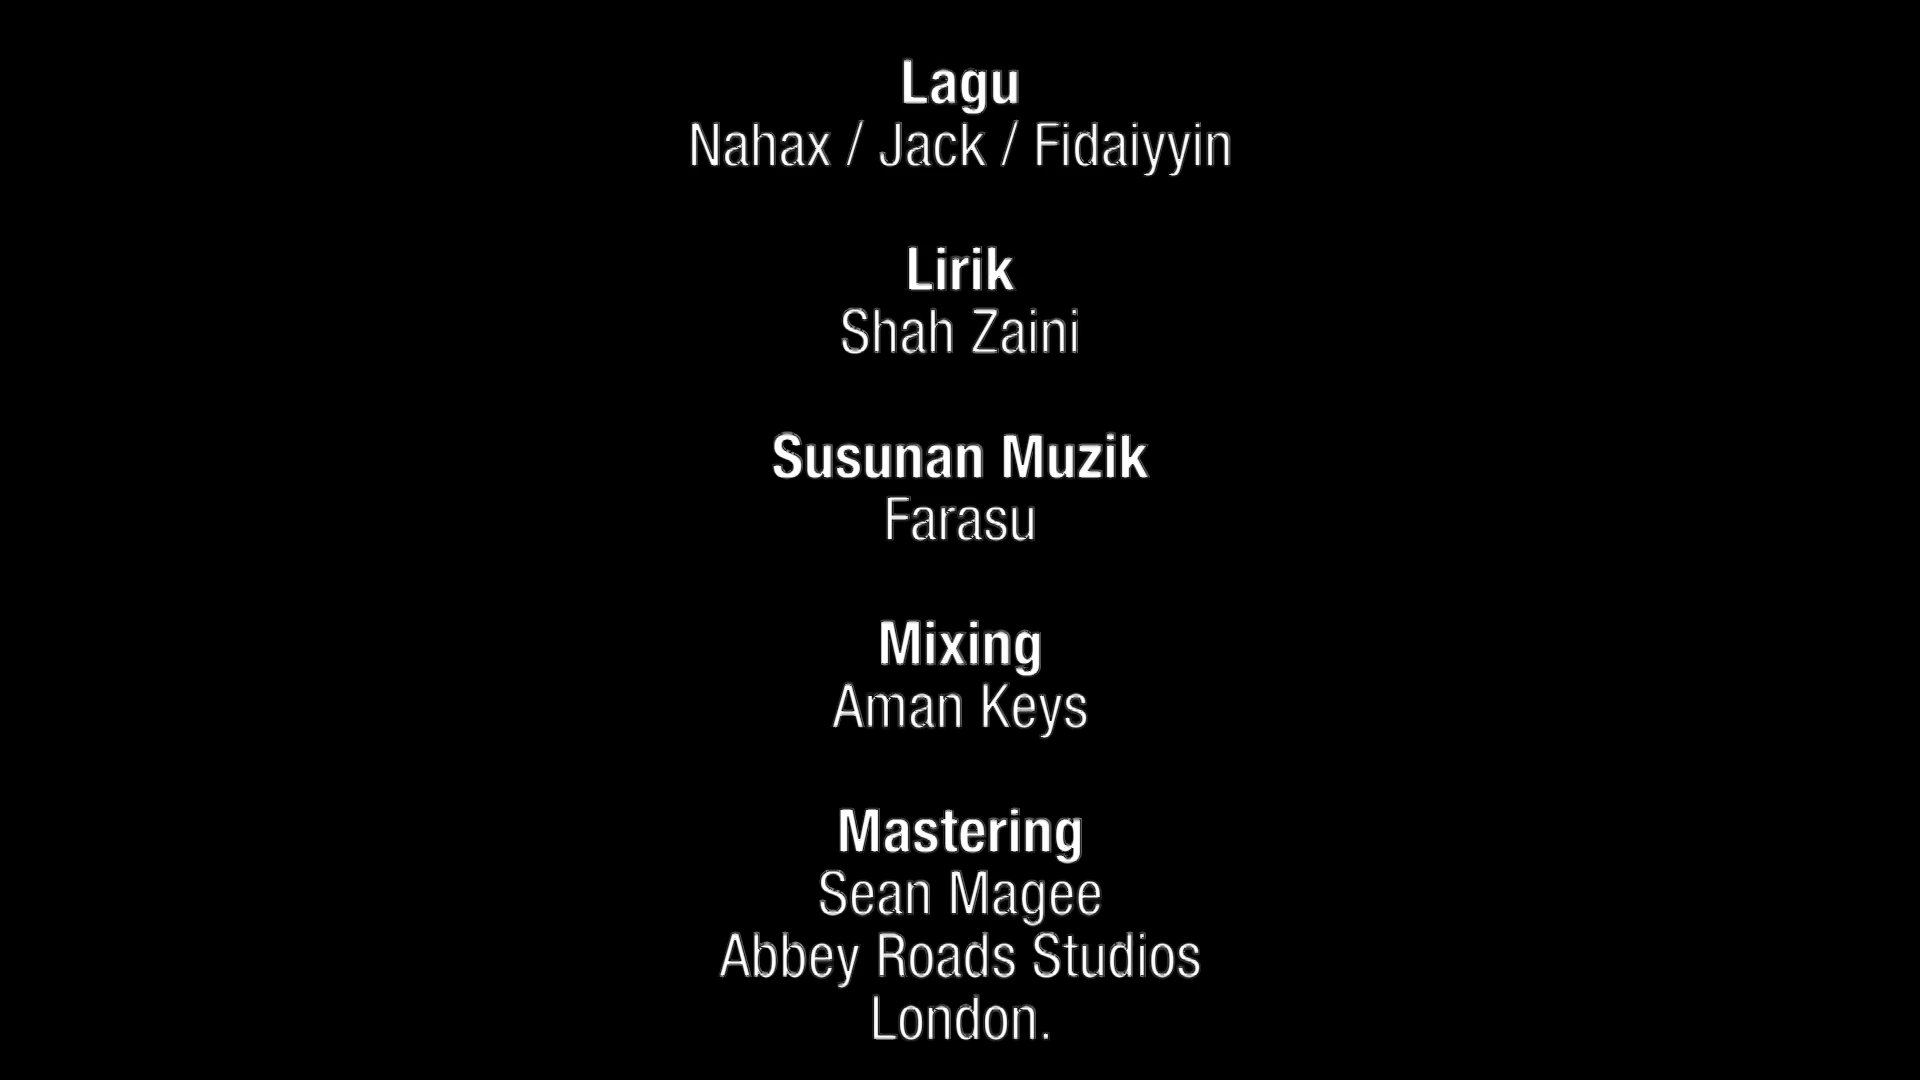 Lagu
Nahax / Jack / Fidaiyyin
Lirik
Shah Zaini
Susunan Muzik
Farasu
Mixing
Aman Keys
Mastering
Sean Magee
Abbey Roads Studios
London.